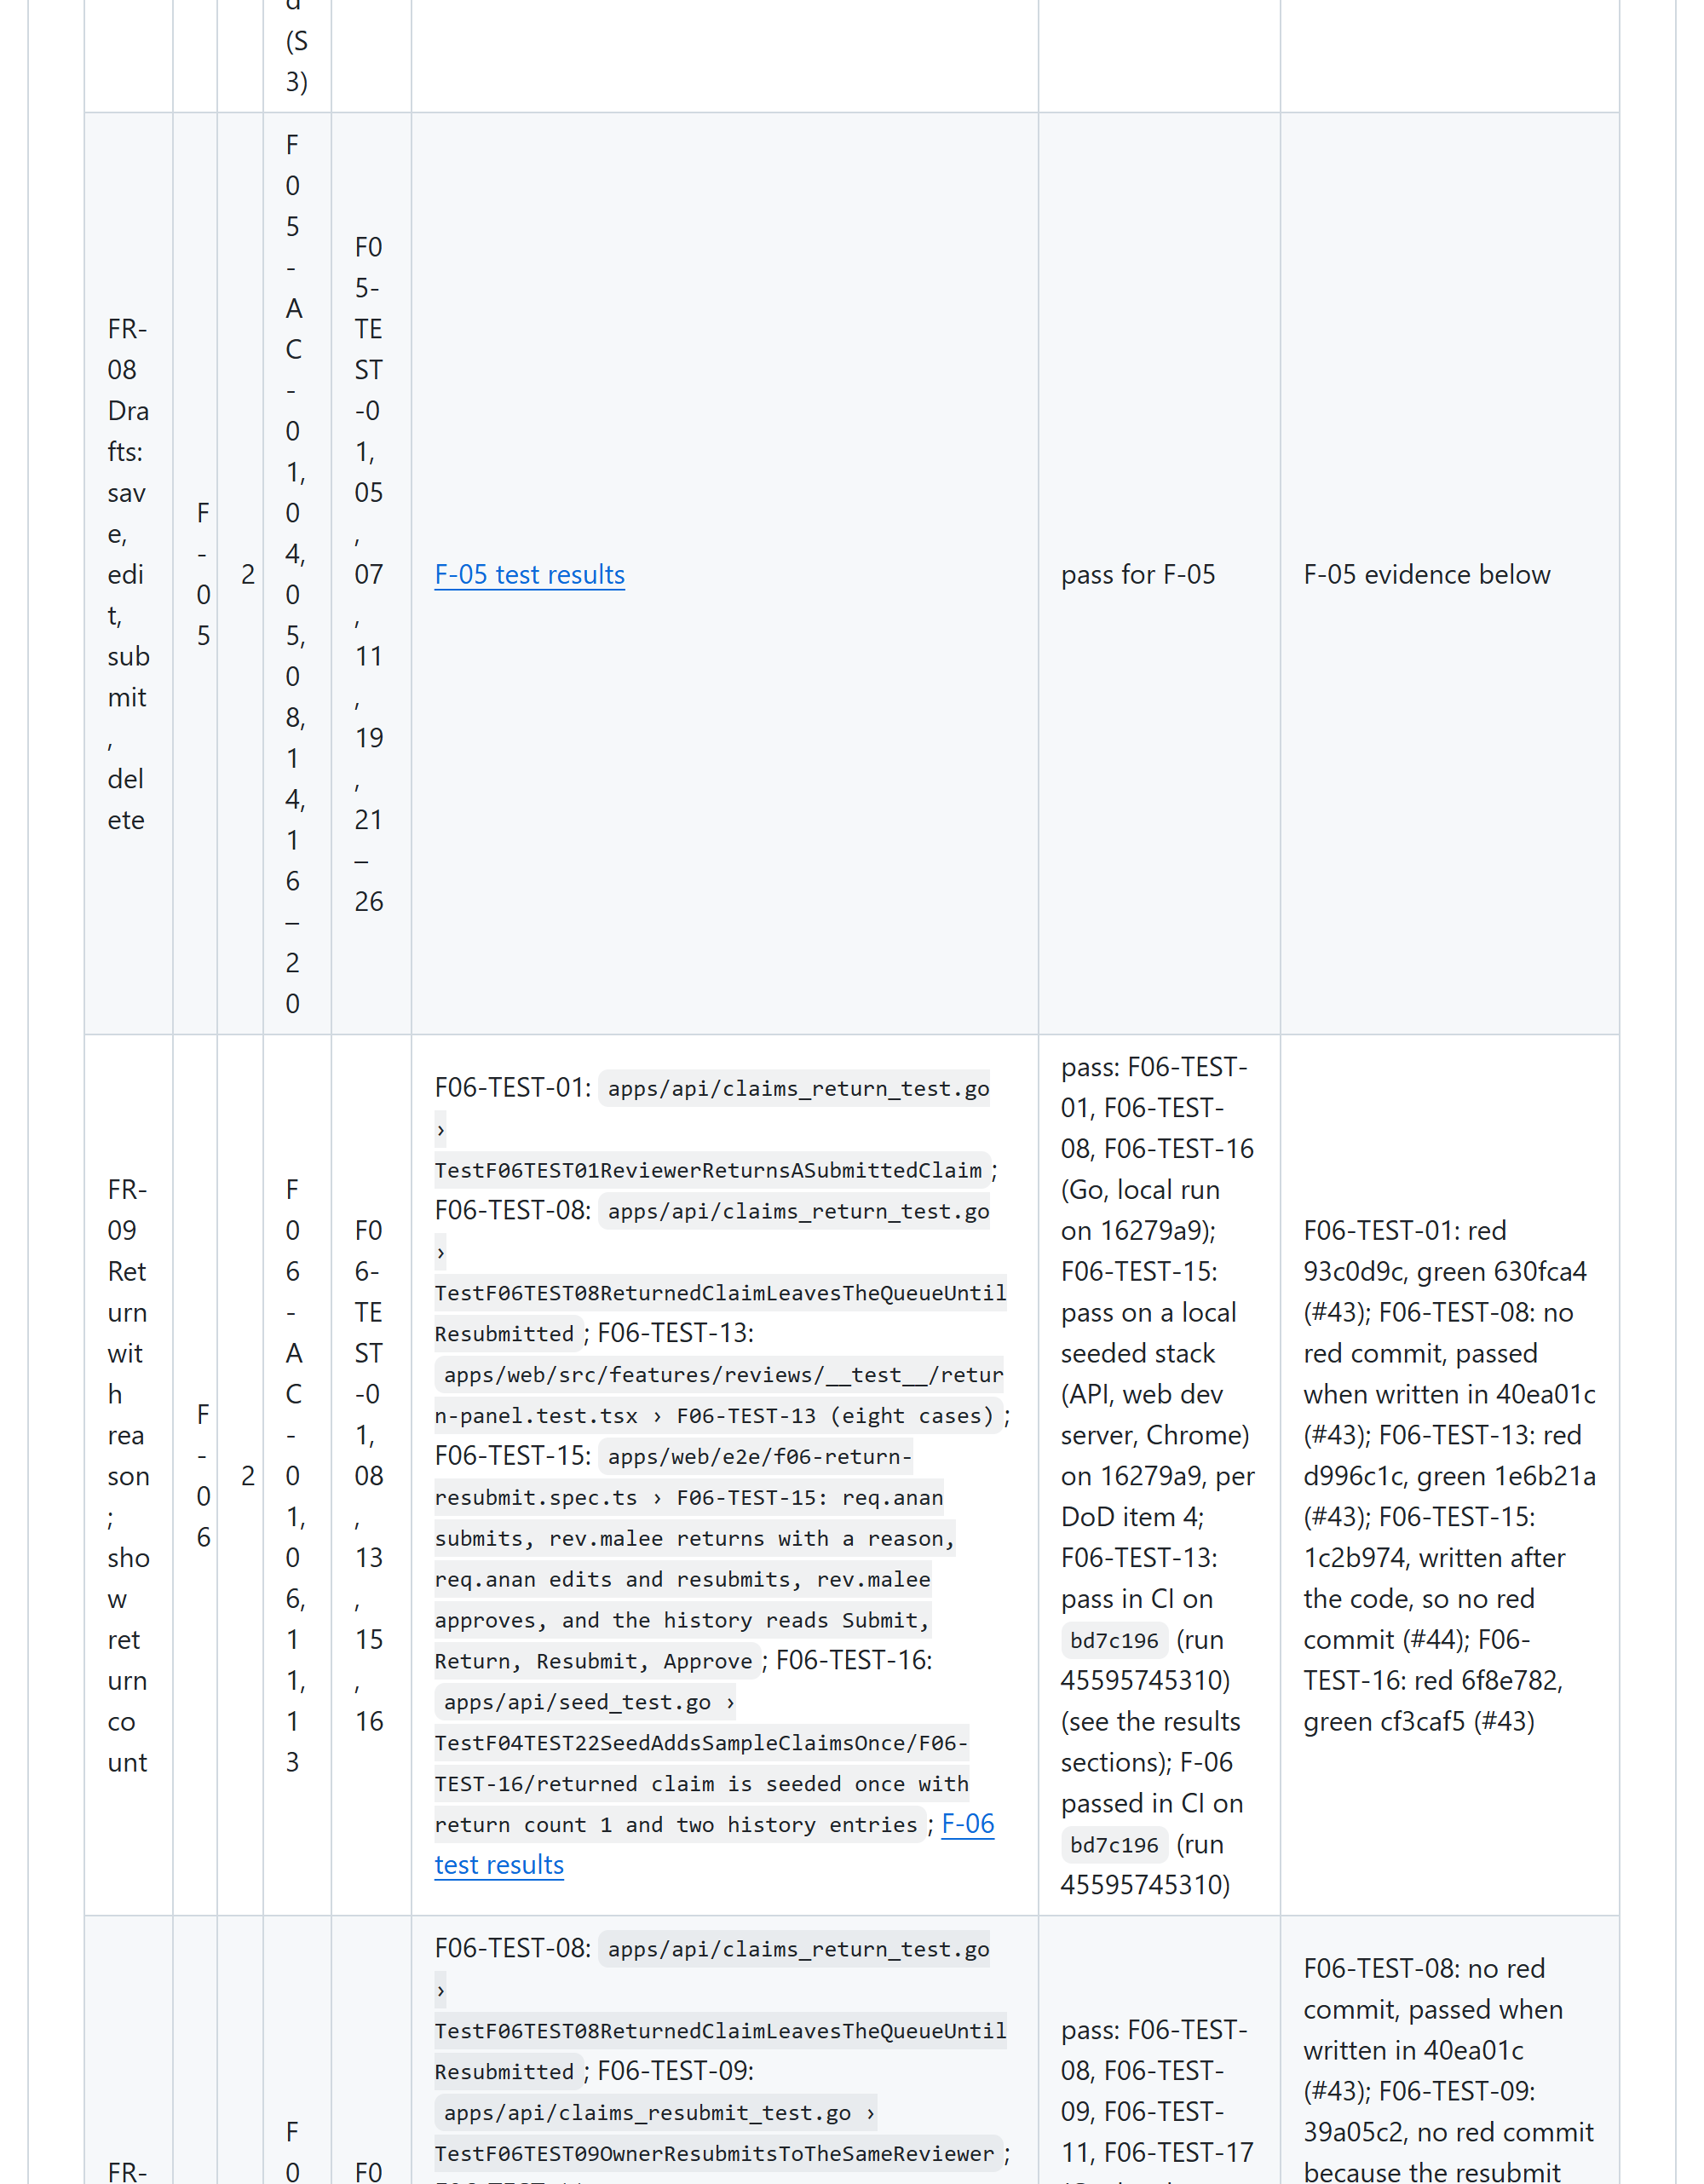 d
(S
3)
FR-
08
Dra
fts:
sav
e,
edi
t,
sub
mit
,
del
ete
F
-
0
5
2
F
0
5
-
A
C
-
0
1,
0
4,
0
5,
0
8,
1
4,
1
6
–
2
0
F0
5-
TE
ST
-0
1,
05
,
07
,
11
,
19
,
21
–
26
F-05 test results
pass for F-05
F-05 evidence below
FR-
09
Ret
urn
wit
h
rea
son
;
sho
w
ret
urn
co
unt
F
-
0
6
2
F
0
6
-
A
C
-
0
1,
0
6,
1
1,
1
3
F0
6-
TE
ST
-0
1,
08
,
13
,
15
,
16
F06-TEST-01: apps/api/claims_return_test.go
›
TestF06TEST01ReviewerReturnsASubmittedClaim;
F06-TEST-08: apps/api/claims_return_test.go
›
TestF06TEST08ReturnedClaimLeavesTheQueueUntil
Resubmitted; F06-TEST-13:
apps/web/src/features/reviews/__test__/retur
n-panel.test.tsx › F06-TEST-13 (eight cases);
F06-TEST-15: apps/web/e2e/f06-return-
resubmit.spec.ts › F06-TEST-15: req.anan
submits, rev.malee returns with a reason,
req.anan edits and resubmits, rev.malee
approves, and the history reads Submit,
Return, Resubmit, Approve; F06-TEST-16:
apps/api/seed_test.go ›
TestF04TEST22SeedAddsSampleClaimsOnce/F06-
TEST-16/returned claim is seeded once with
return count 1 and two history entries; F-06
test results
pass: F06-TEST-
01, F06-TEST-
08, F06-TEST-16
(Go, local run
on 16279a9);
F06-TEST-15:
pass on a local
seeded stack
(API, web dev
server, Chrome)
on 16279a9, per
DoD item 4;
F06-TEST-13:
pass in CI on
bd7c196 (run
45595745310)
(see the results
sections); F-06
passed in CI on
bd7c196 (run
45595745310)
F06-TEST-01: red
93c0d9c, green 630fca4
(#43); F06-TEST-08: no
red commit, passed
when written in 40ea01c
(#43); F06-TEST-13: red
d996c1c, green 1e6b21a
(#43); F06-TEST-15:
1c2b974, written after
the code, so no red
commit (#44); F06-
TEST-16: red 6f8e782,
green cf3caf5 (#43)
FR-
F
0
F0
F06-TEST-08: apps/api/claims_return_test.go
›
TestF06TEST08ReturnedClaimLeavesTheQueueUntil
Resubmitted; F06-TEST-09:
apps/api/claims_resubmit_test.go ›
TestF06TEST09OwnerResubmitsToTheSameReviewer;
pass: F06-TEST-
08, F06-TEST-
09, F06-TEST-
11, F06-TEST-17
F06-TEST-08: no red
commit, passed when
written in 40ea01c
(#43); F06-TEST-09:
39a05c2, no red commit
because the resubmit